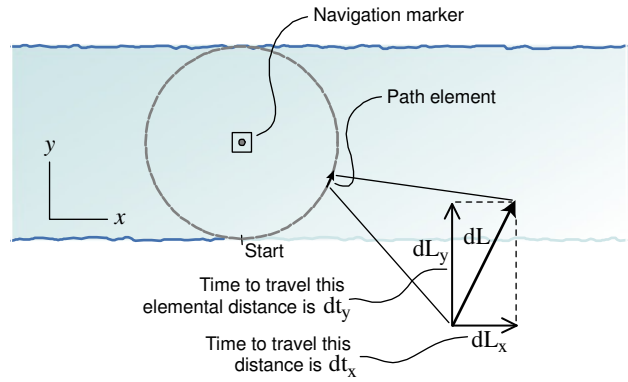 Navigation marker
Path element
y
x
Start
dL
dL_y
Time to travel this
elemental distance is dt_y
Time to travel this
distance is dt_x
dL_x